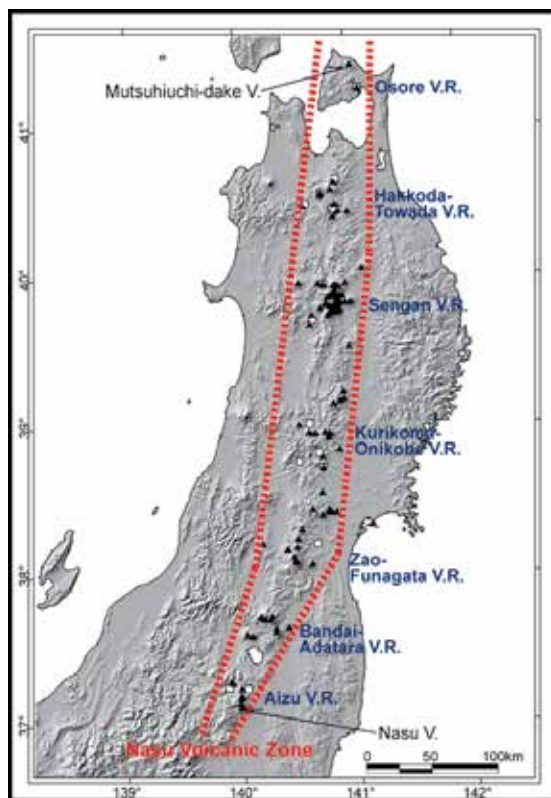 Mutsuhiuchi-dake V.
Osore V.R.
41°
Hakkoda-
Towada V.R.
40°
Sengan V.R.
39°
Kurikoma-
Onikobe V.R.
38°
Zao-
Funagata V.R.
Bandai-
Adatara V.R.
Aizu V.R.
37°
Nasu V.
Nasu Volcanic Zone
0 50 100km
139° 140° 141° 142°